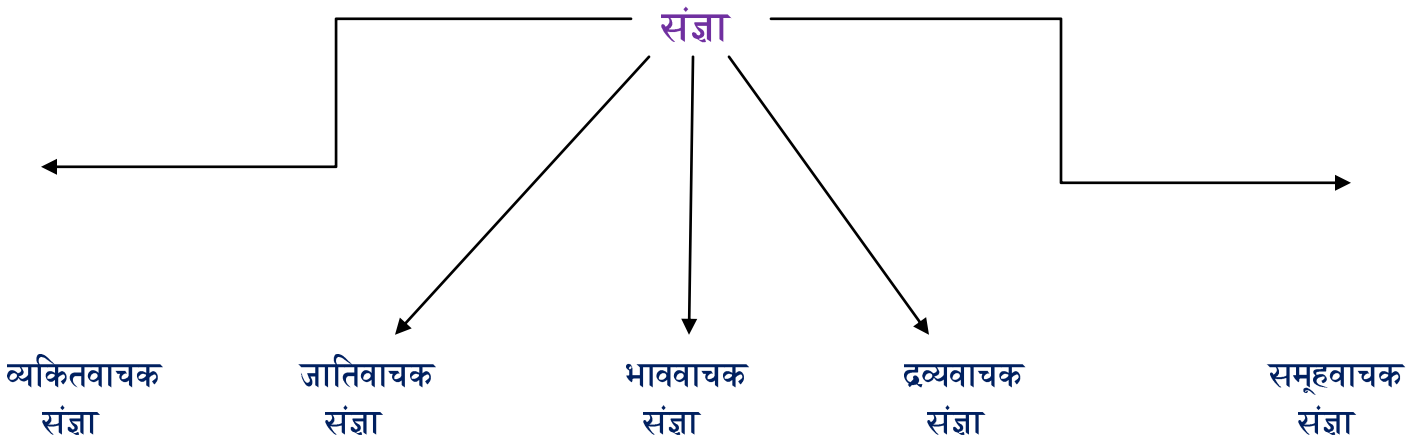 संज्ञा
व्यकितवाचक जातिवाचक भाववाचक द्रव्यवाचक समूहवाचक
संज्ञा संज्ञा संज्ञा संज्ञा संज्ञा